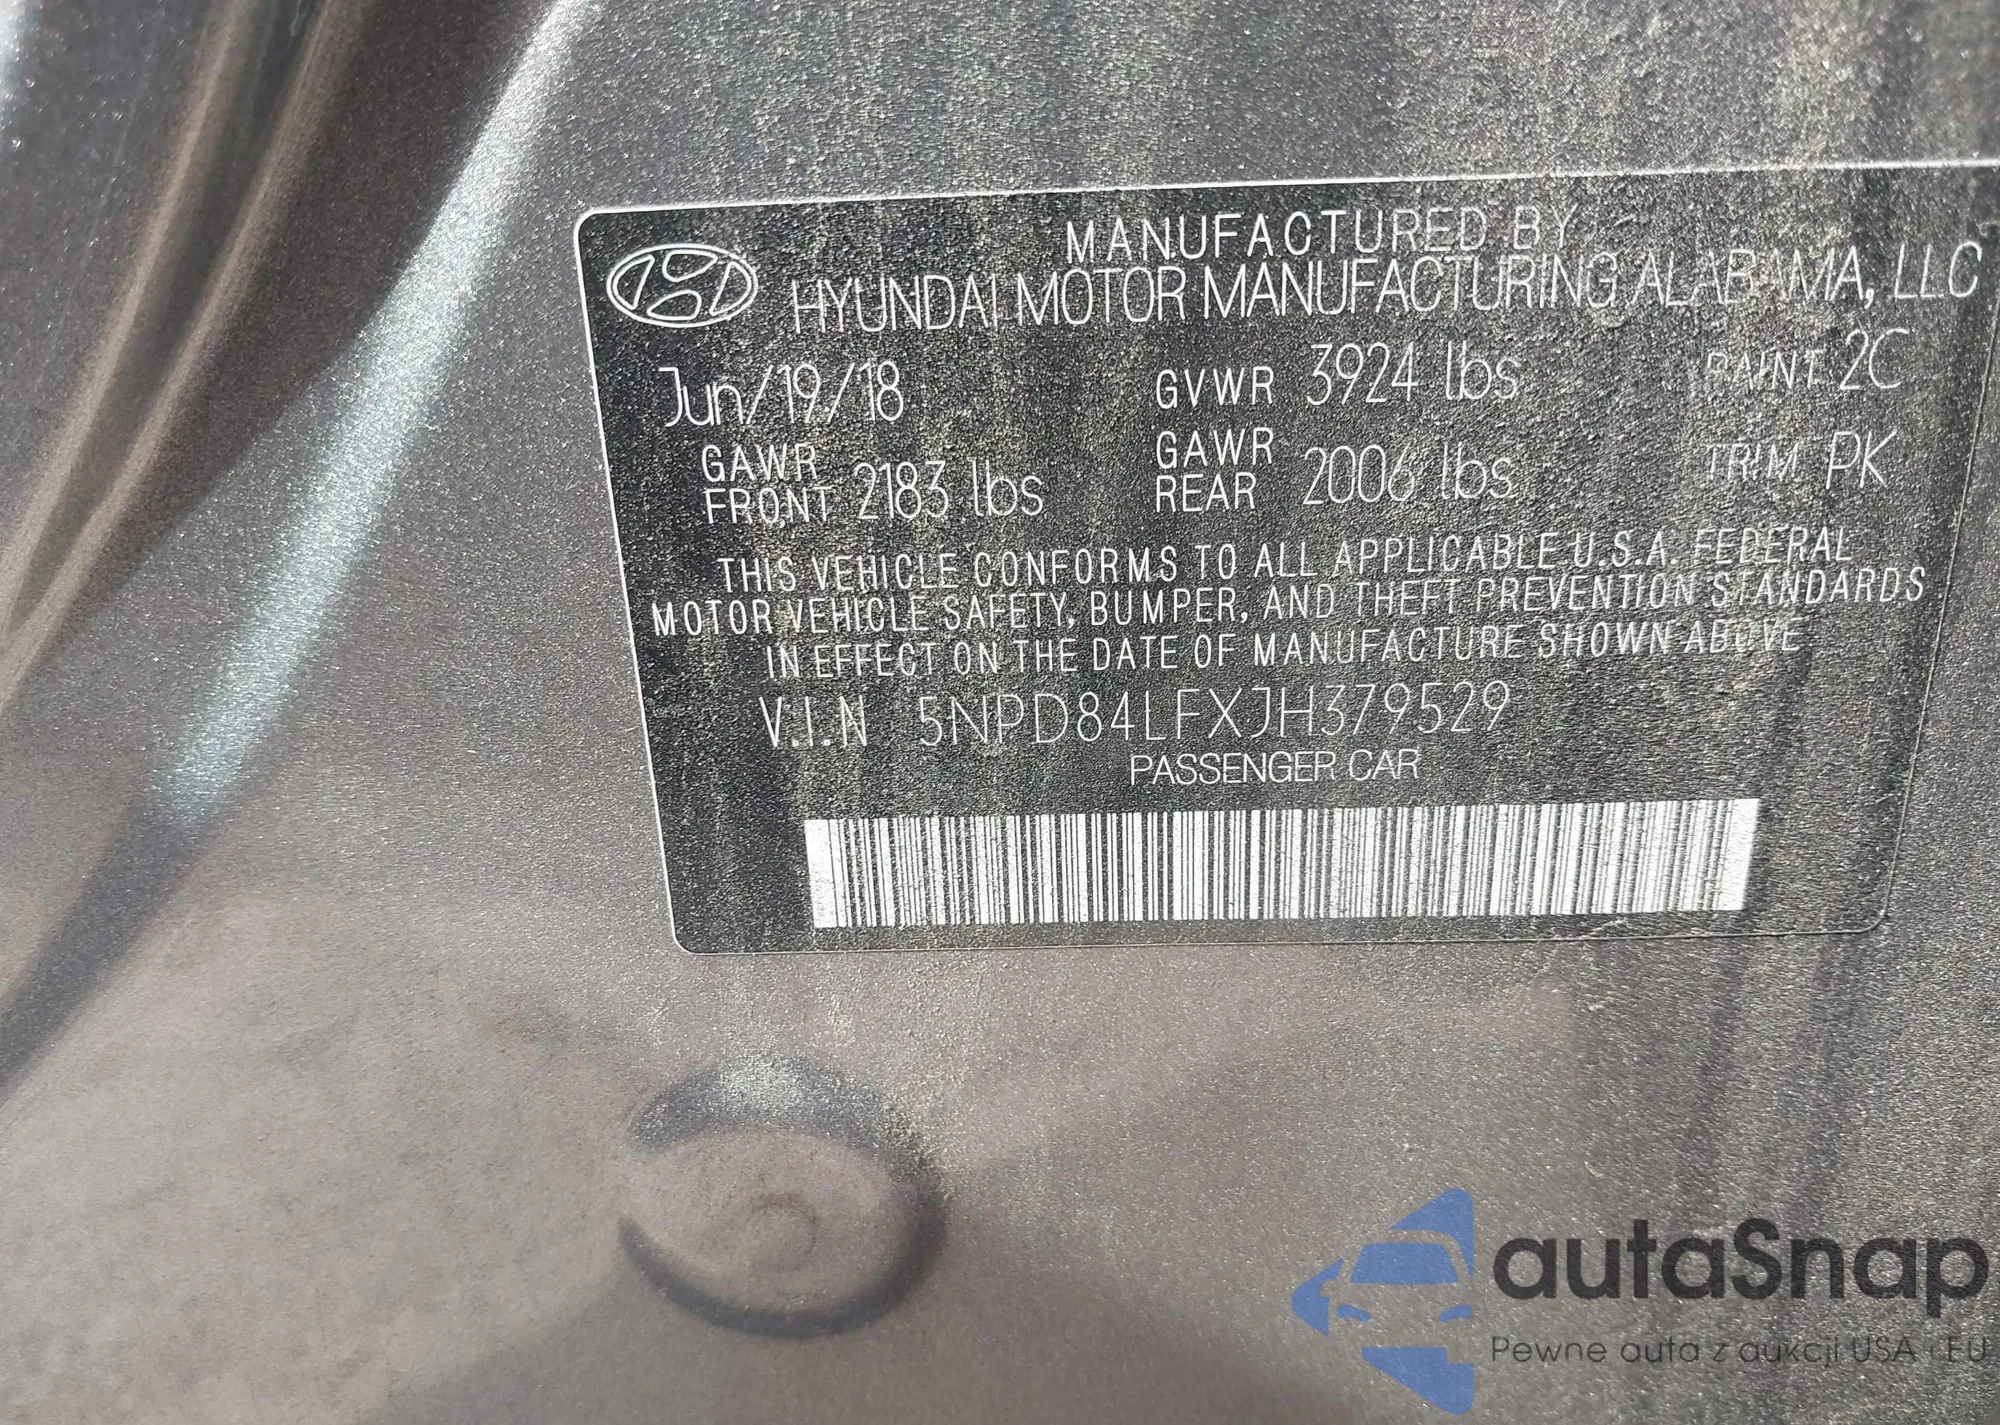 MANUFACTURED BY
HYUNDAI MOTOR MANUFACTURING ALABAMA, LLC
Jun/19/18 GVWR 3924 lbs PAINT 2C
GAWR FRONT 2183 lbs GAWR REAR 2006 lbs TRIM PK
THIS VEHICLE CONFORMS TO ALL APPLICABLE U.S.A. FEDERAL
MOTOR VEHICLE SAFETY, BUMPER, AND THEFT PREVENTION STANDARDS
IN EFFECT ON THE DATE OF MANUFACTURE SHOWN ABOVE
V.I.N 5NPD84LFXJH379529
PASSENGER CAR
autaSnap
Pewne auta z aukcji USA i EU